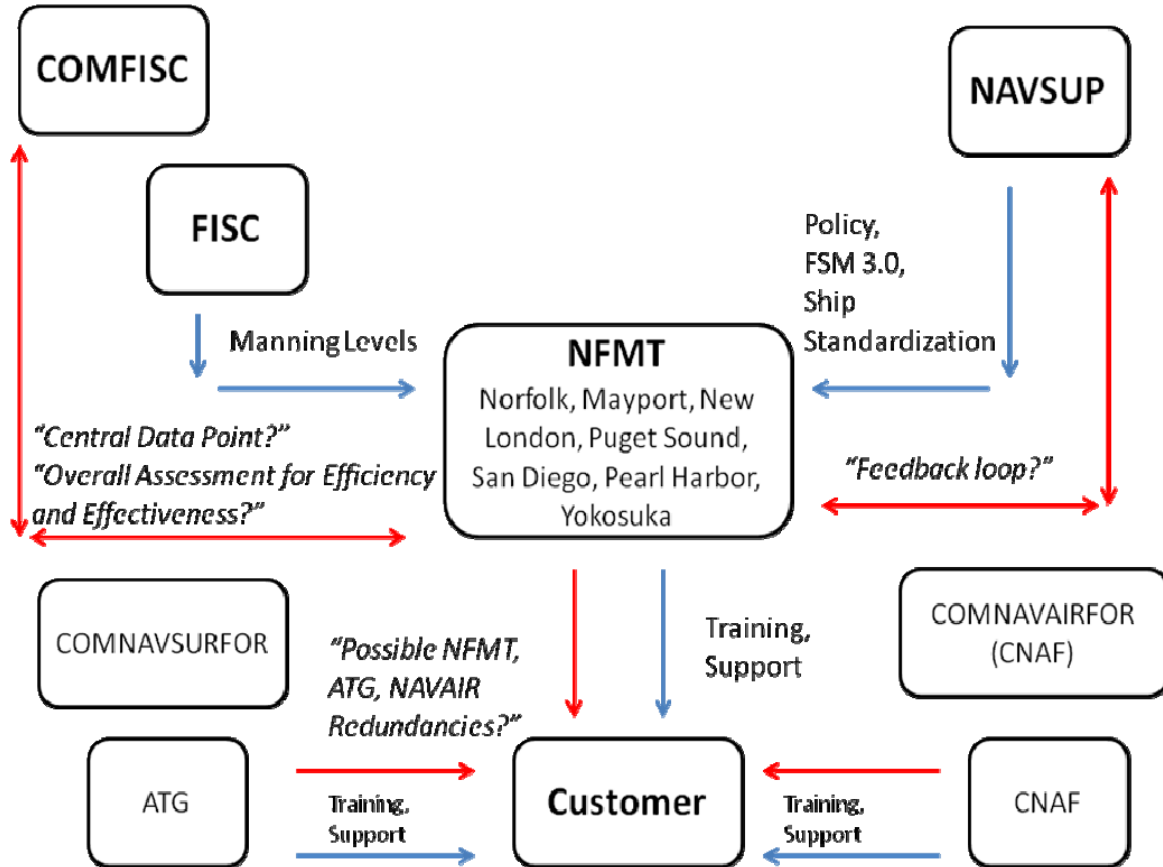 COMFISC
NAVSUP
FISC
Policy,
FSM 3.0,
Ship
Standardization
Manning Levels
NFMT
Norfolk, Mayport, New
London, Puget Sound,
San Diego, Pearl Harbor,
Yokosuka
"Central Data Point?"
"Overall Assessment for Efficiency
and Effectiveness?"
"Feedback loop?"
COMNAVSURFOR
"Possible NFMT,
ATG, NAVAIR
Redundancies?"
Training,
Support
COMNAVAIRFOR
(CNAF)
ATG
Training,
Support
Customer
Training,
Support
CNAF